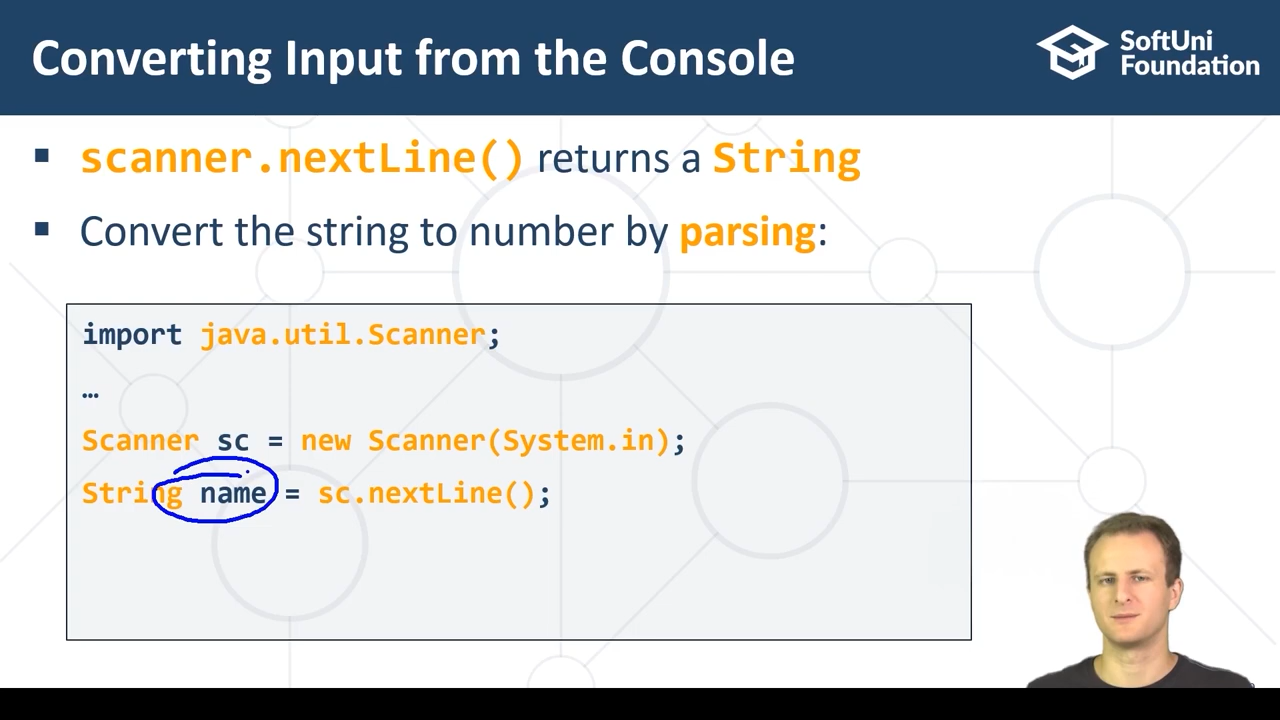 Converting Input from the Console
SoftUni
Foundation
▪ scanner.nextLine() returns a String
▪ Convert the string to number by parsing:
import java.util.Scanner;
…
Scanner sc = new Scanner(System.in);
String name = sc.nextLine();